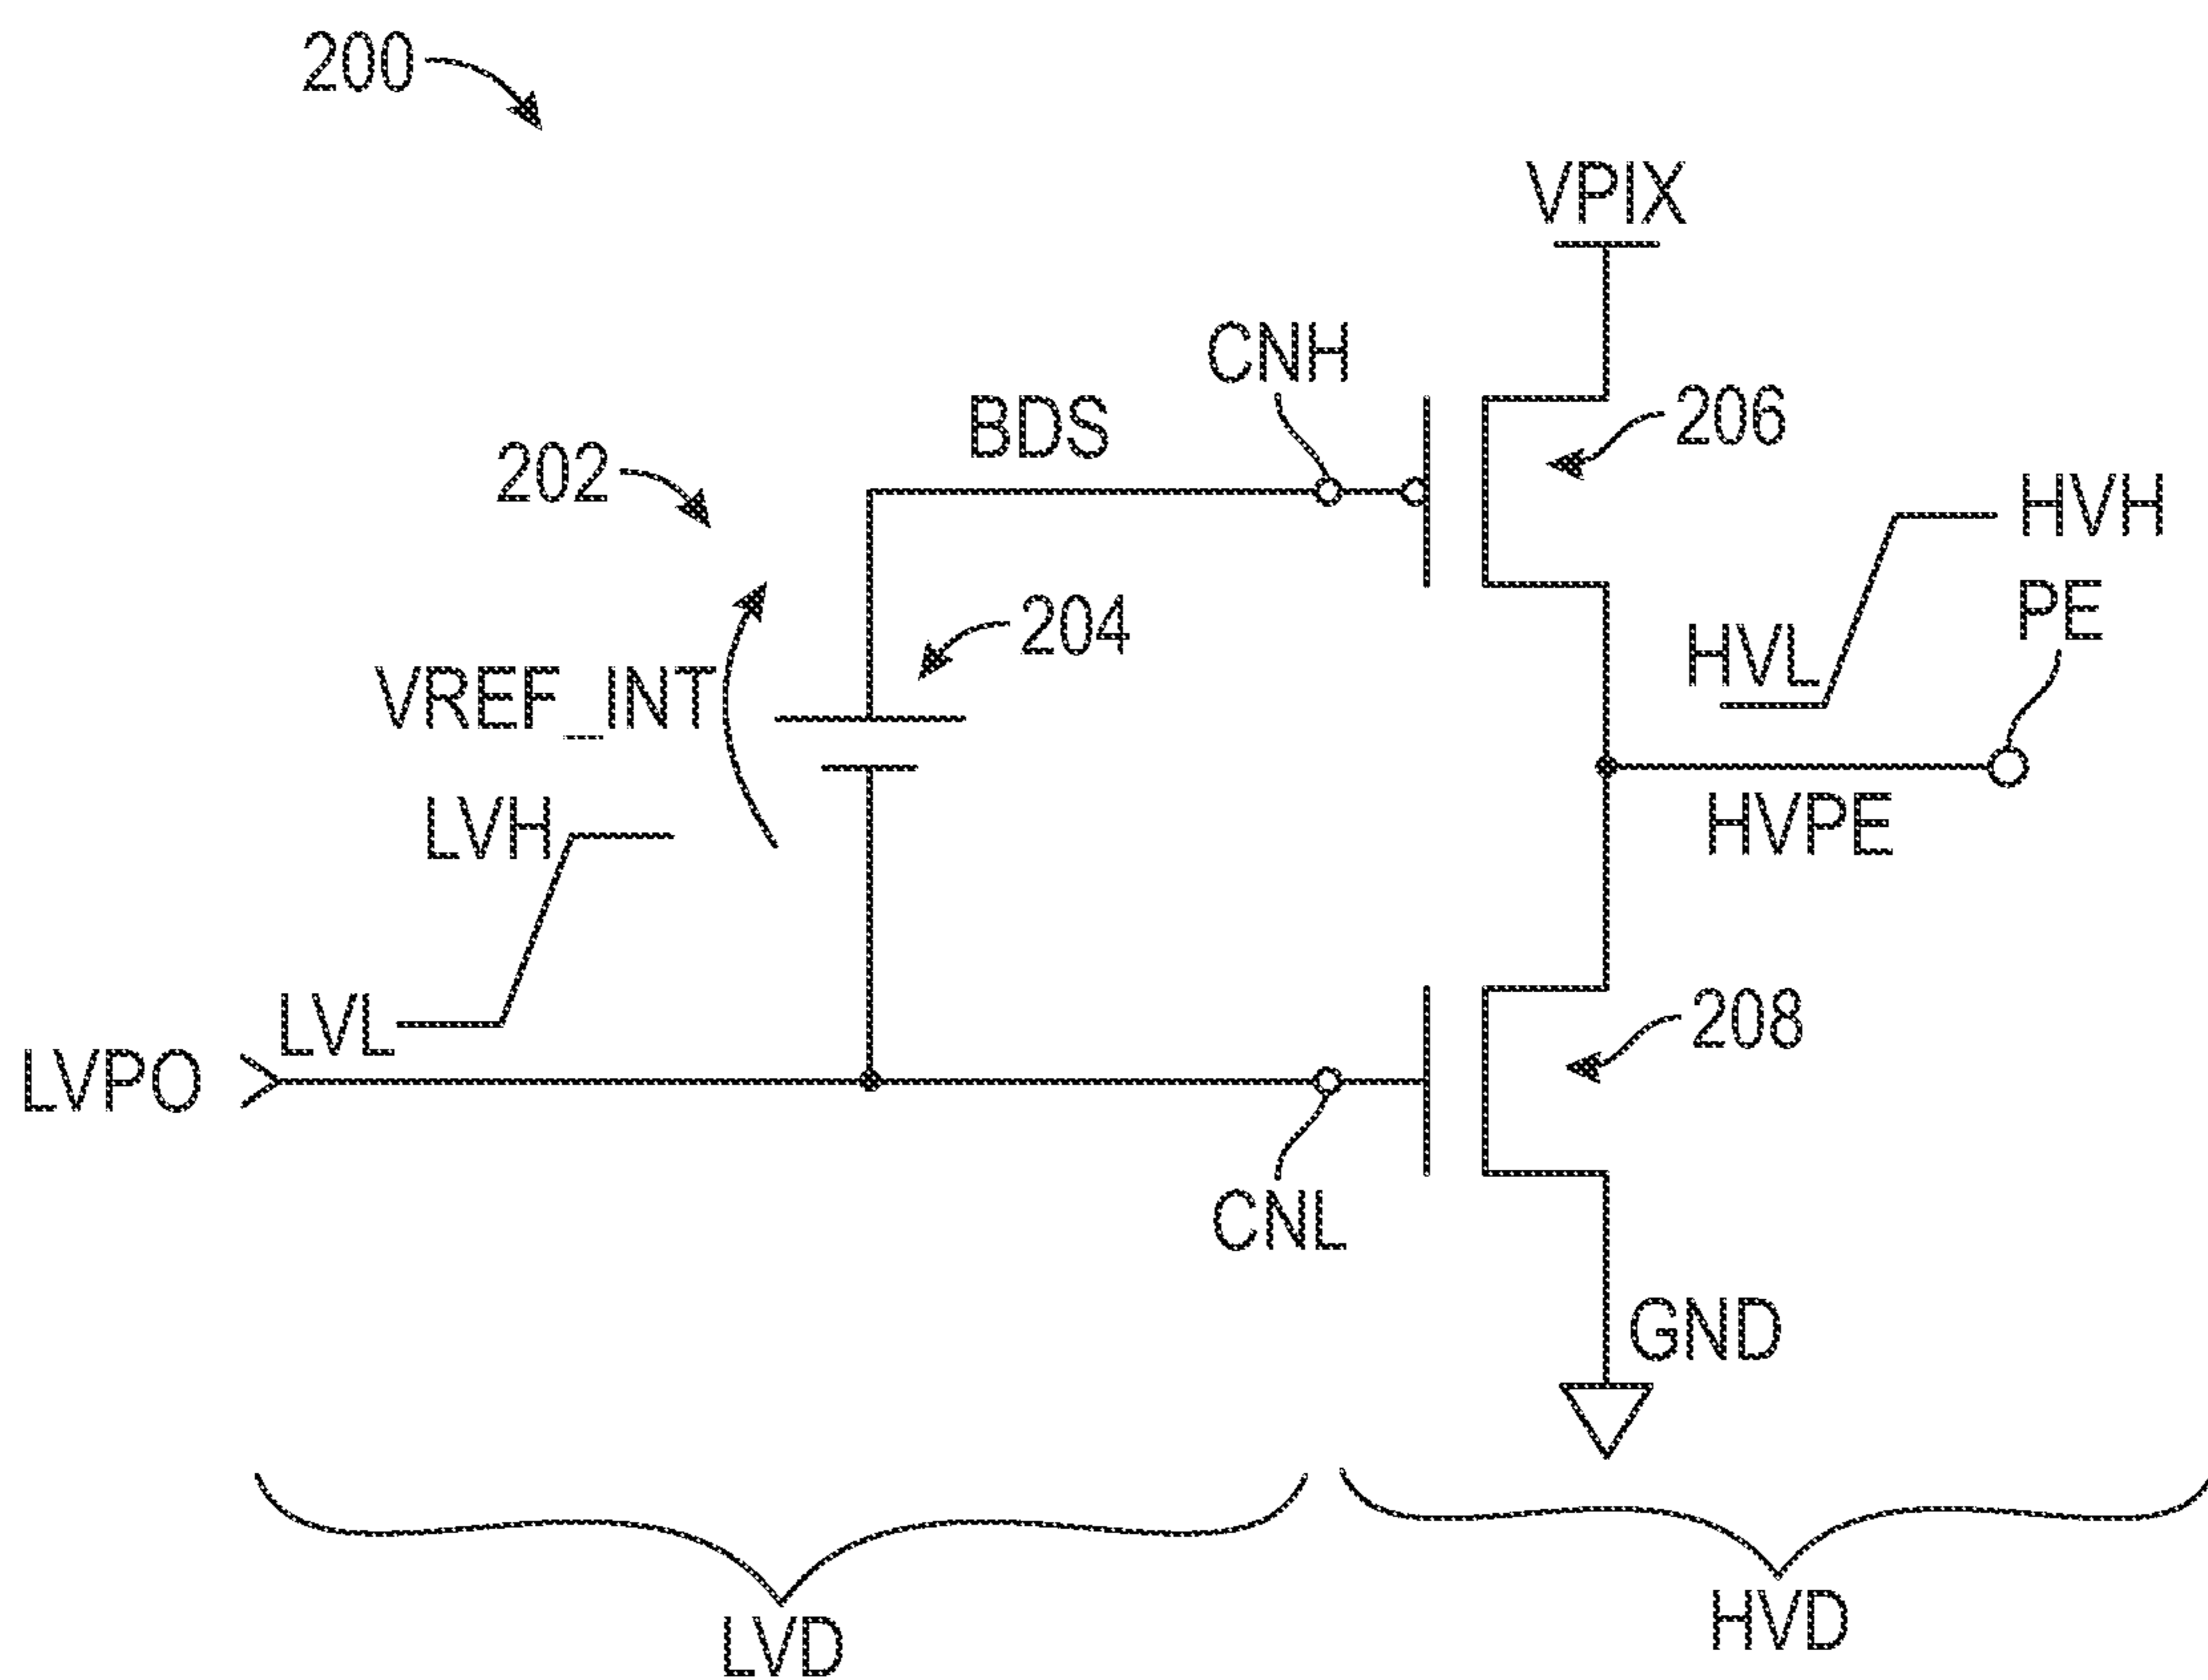 200
VPIX
CNH
BDS
206
202
HVH
204
PE
HVL
VREF_INT
LVH
HVPE
208
LVL
LVPO
CNL
GND
LVD
HVD